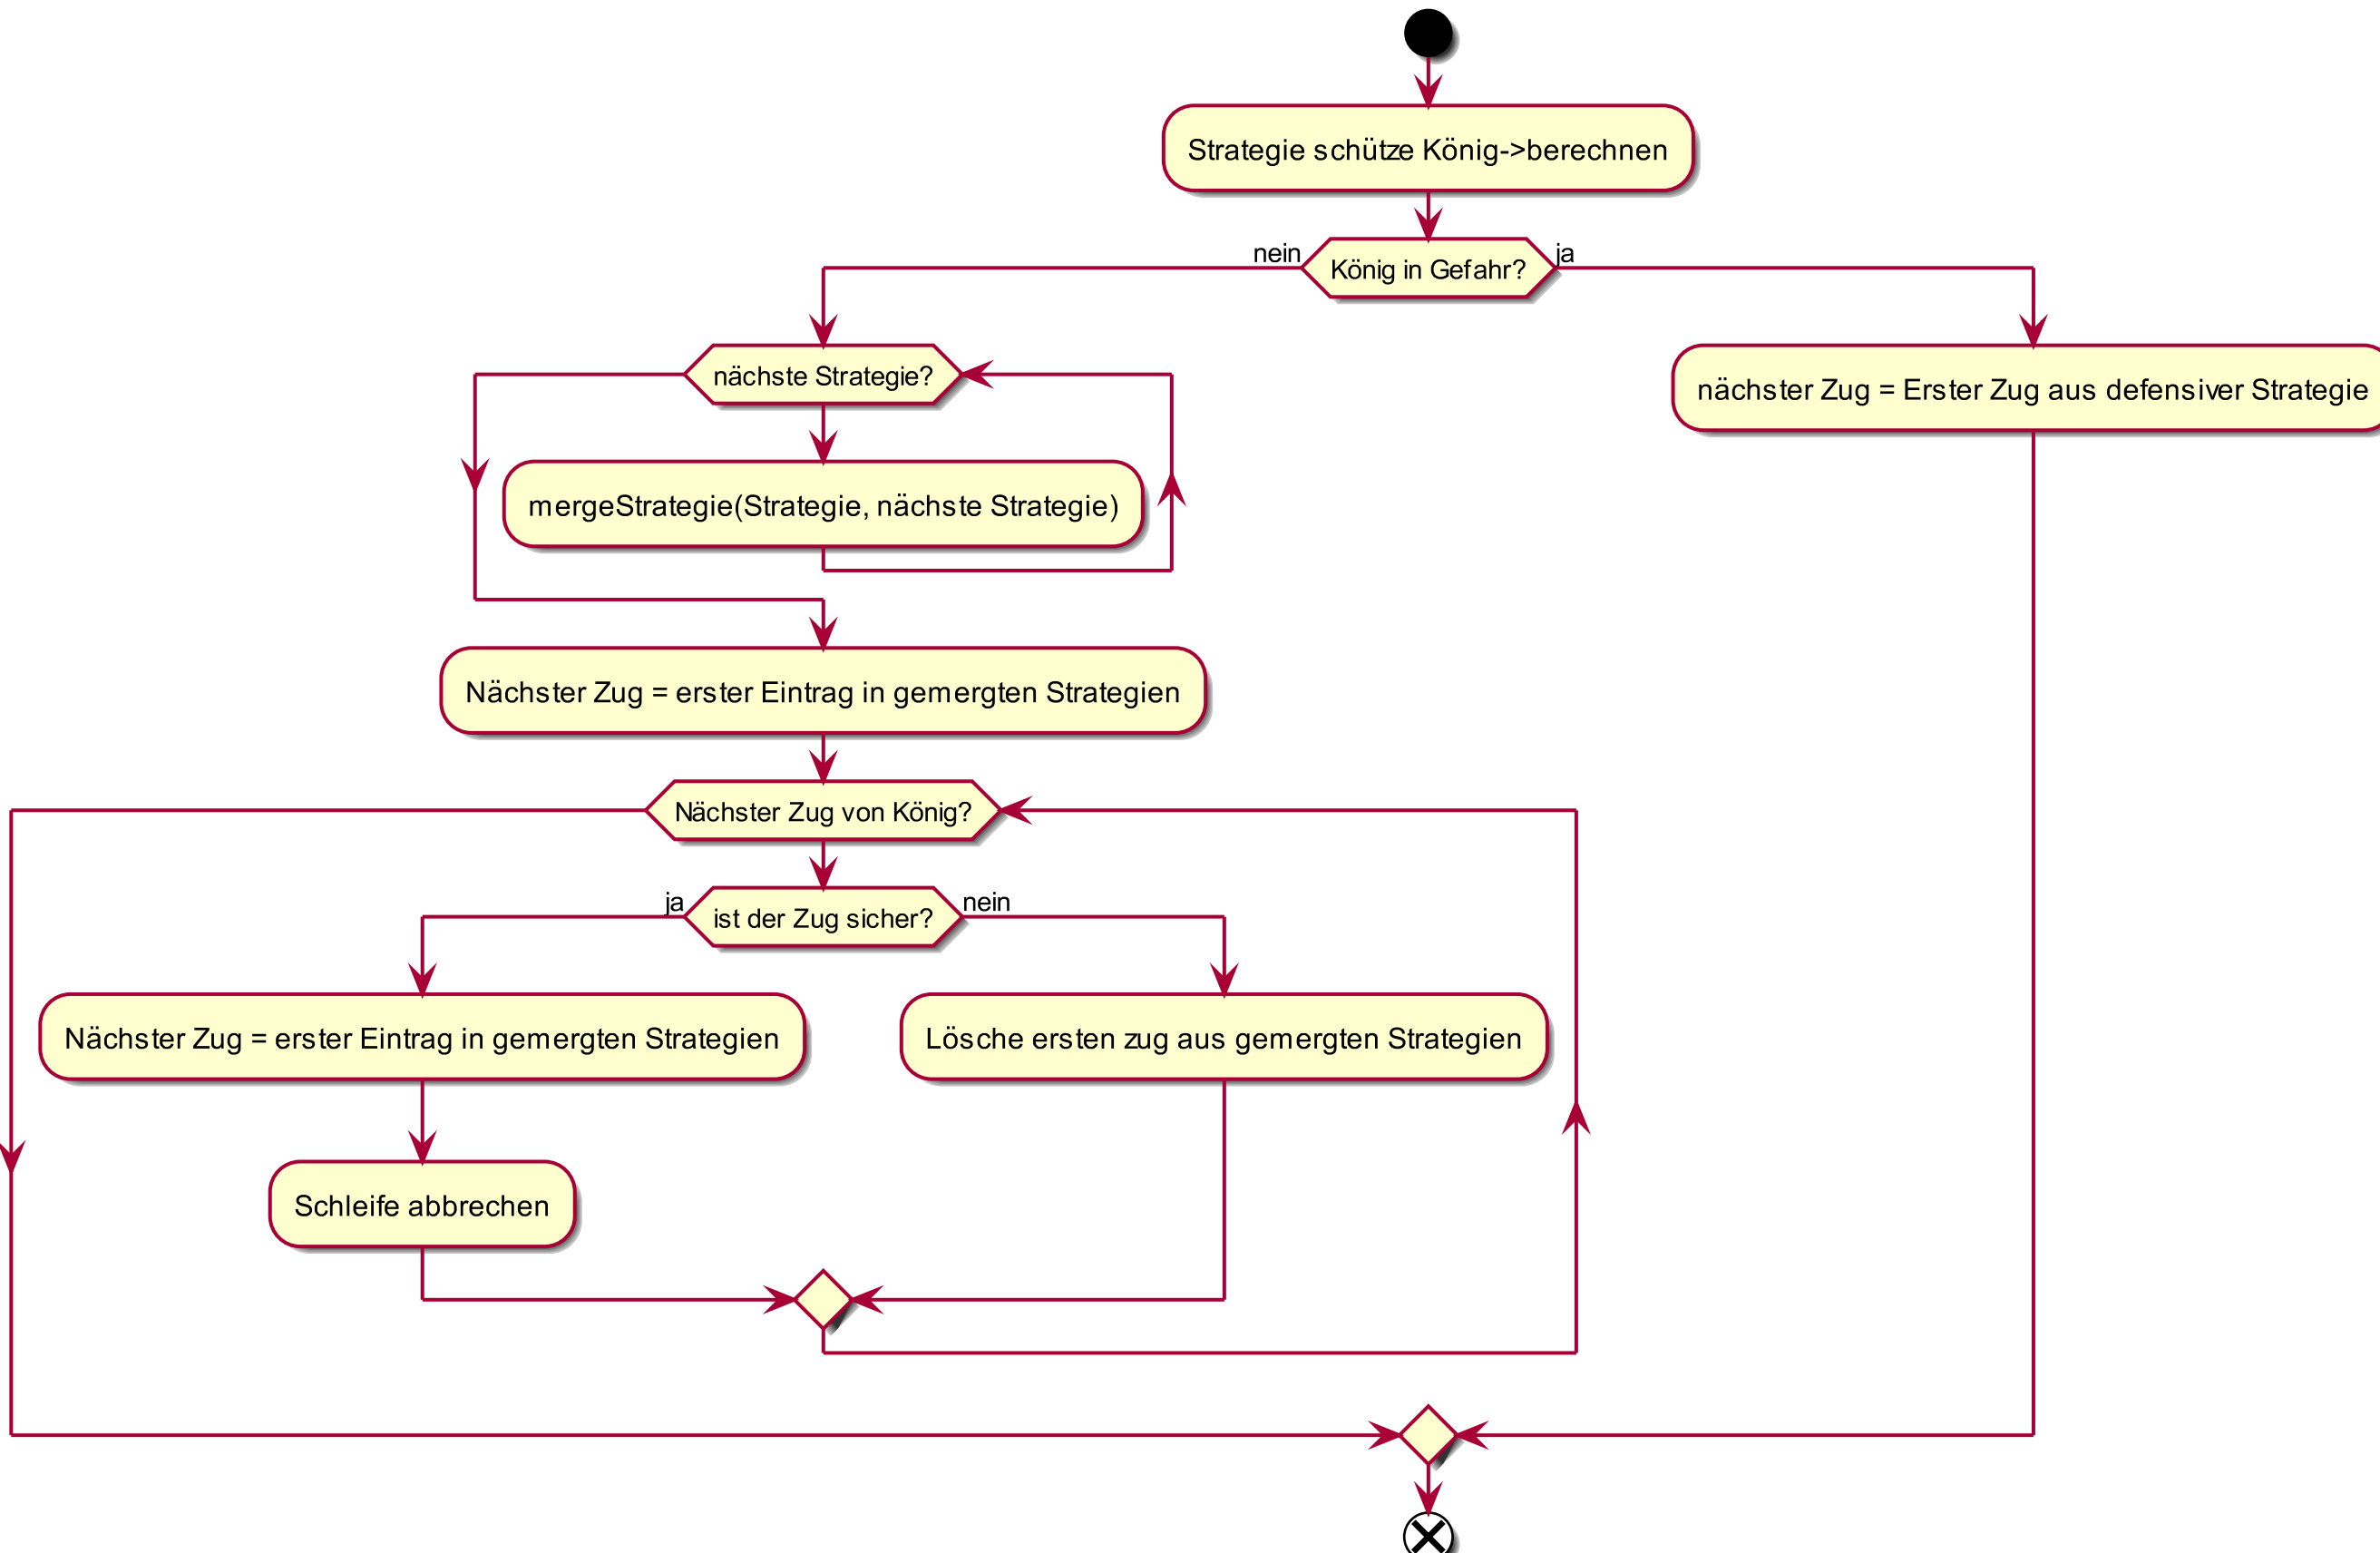 Strategie schütze König->berechnen
nein
König in Gefahr?
ja
nächste Strategie?
nächster Zug = Erster Zug aus defensiver Strategie
mergeStrategie(Strategie, nächste Strategie)
Nächster Zug = erster Eintrag in gemergten Strategien
Nächster Zug von König?
ja
ist der Zug sicher?
nein
Nächster Zug = erster Eintrag in gemergten Strategien
Lösche ersten zug aus gemergten Strategien
Schleife abbrechen